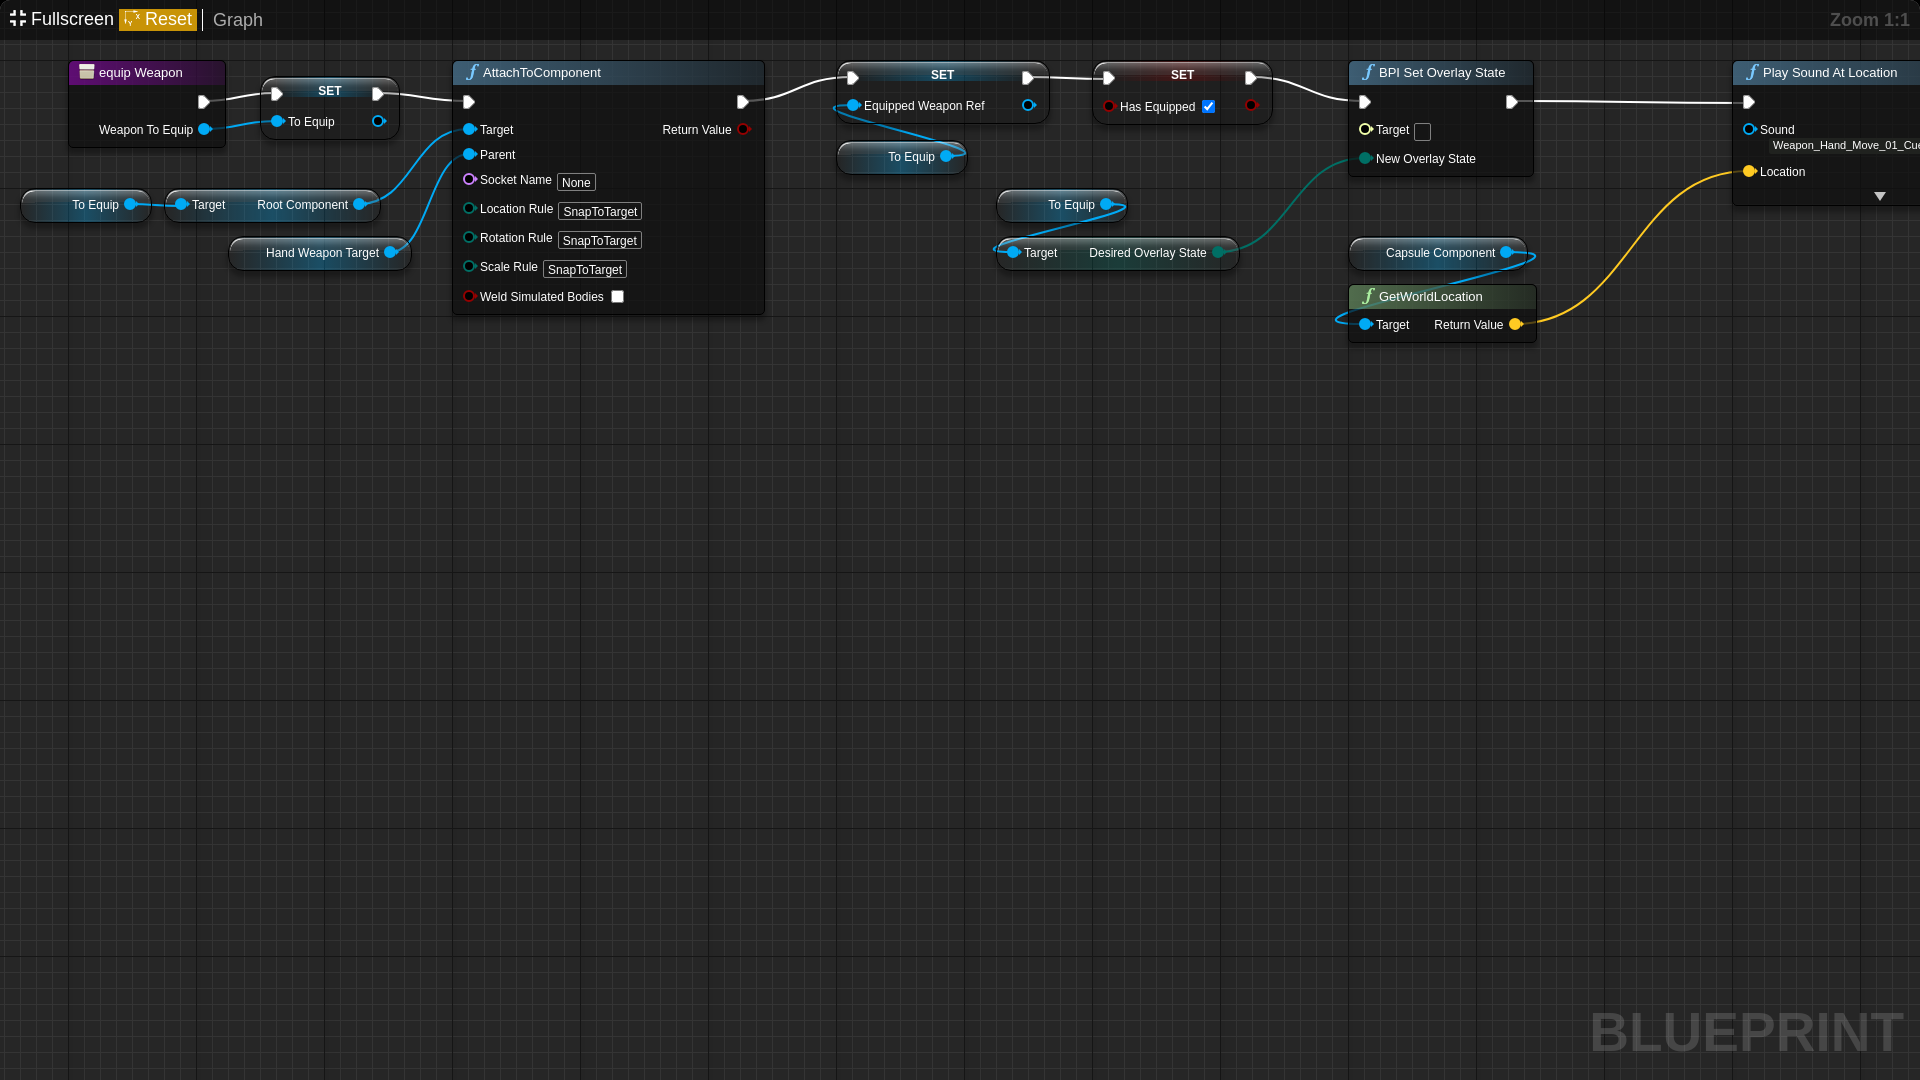 Fullscreen Reset Graph Zoom 1:1
equip Weapon
Weapon To Equip
SET
To Equip
To Equip
Target Root Component
Hand Weapon Target
AttachToComponent
Target Return Value
Parent
Socket Name None
Location Rule SnapToTarget
Rotation Rule SnapToTarget
Scale Rule SnapToTarget
Weld Simulated Bodies
SET
Equipped Weapon Ref
To Equip
SET
Has Equipped
To Equip
Target Desired Overlay State
BPI Set Overlay State
Target
New Overlay State
Capsule Component
GetWorldLocation
Target Return Value
Play Sound At Location
Sound
Weapon_Hand_Move_01_Cue
Location
BLUEPRINT